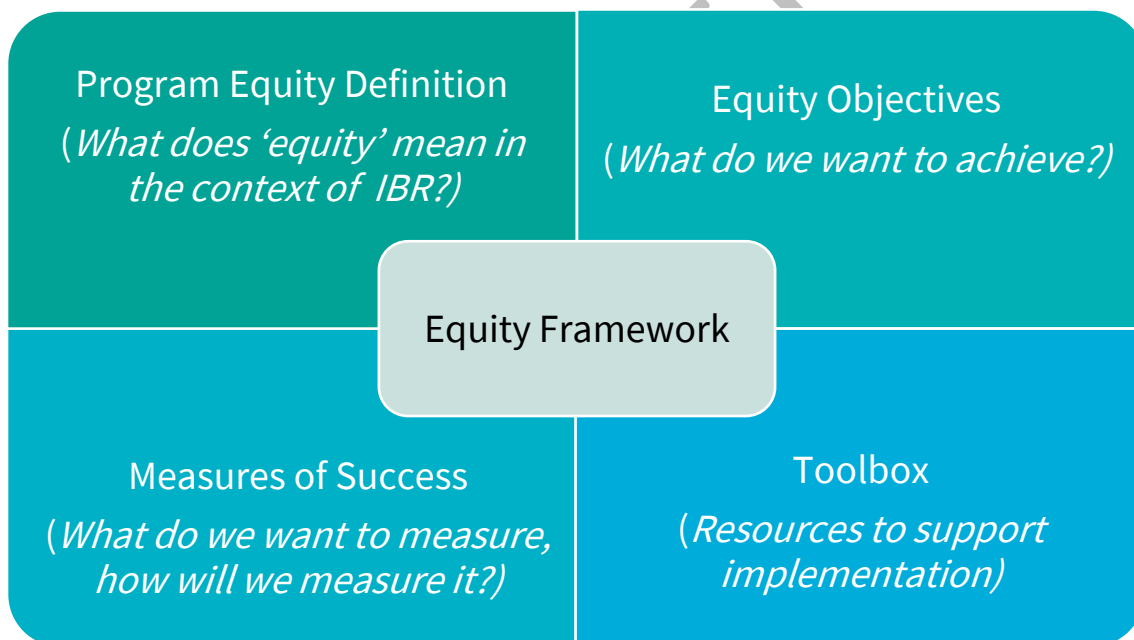 Program Equity Definition
(What does ‘equity’ mean in
the context of IBR?)
Equity Objectives
(What do we want to achieve?)
Equity Framework
Measures of Success
(What do we want to measure,
how will we measure it?)
Toolbox
(Resources to support
implementation)